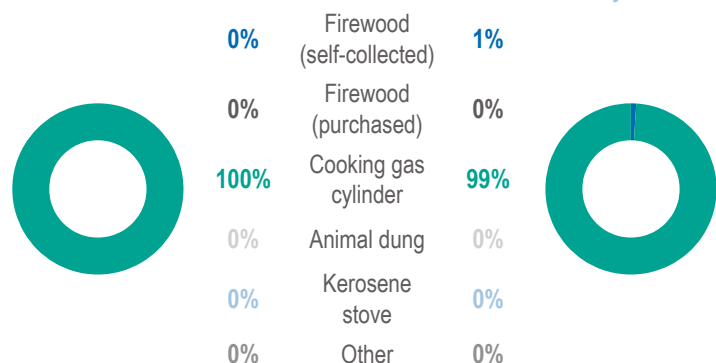 0% Firewood (self-collected) 1%
0% Firewood (purchased) 0%
100% Cooking gas cylinder 99%
0% Animal dung 0%
0% Kerosene stove 0%
0% Other 0%